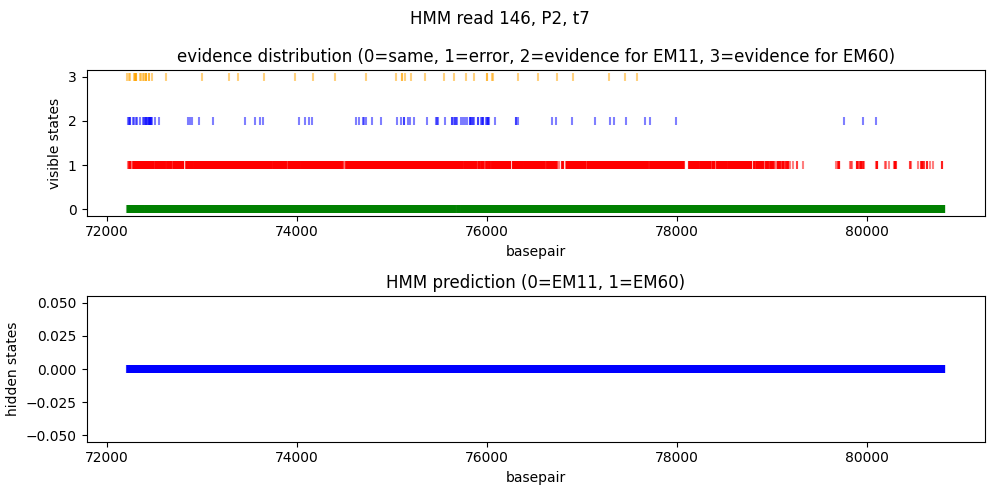 HMM read 146, P2, t7
evidence distribution (0=same, 1=error, 2=evidence for EM11, 3=evidence for EM60)
visible states
3
2
1
0
72000 74000 76000 78000 80000
basepair
HMM prediction (0=EM11, 1=EM60)
hidden states
0.050
0.025
0.000
−0.025
−0.050
72000 74000 76000 78000 80000
basepair